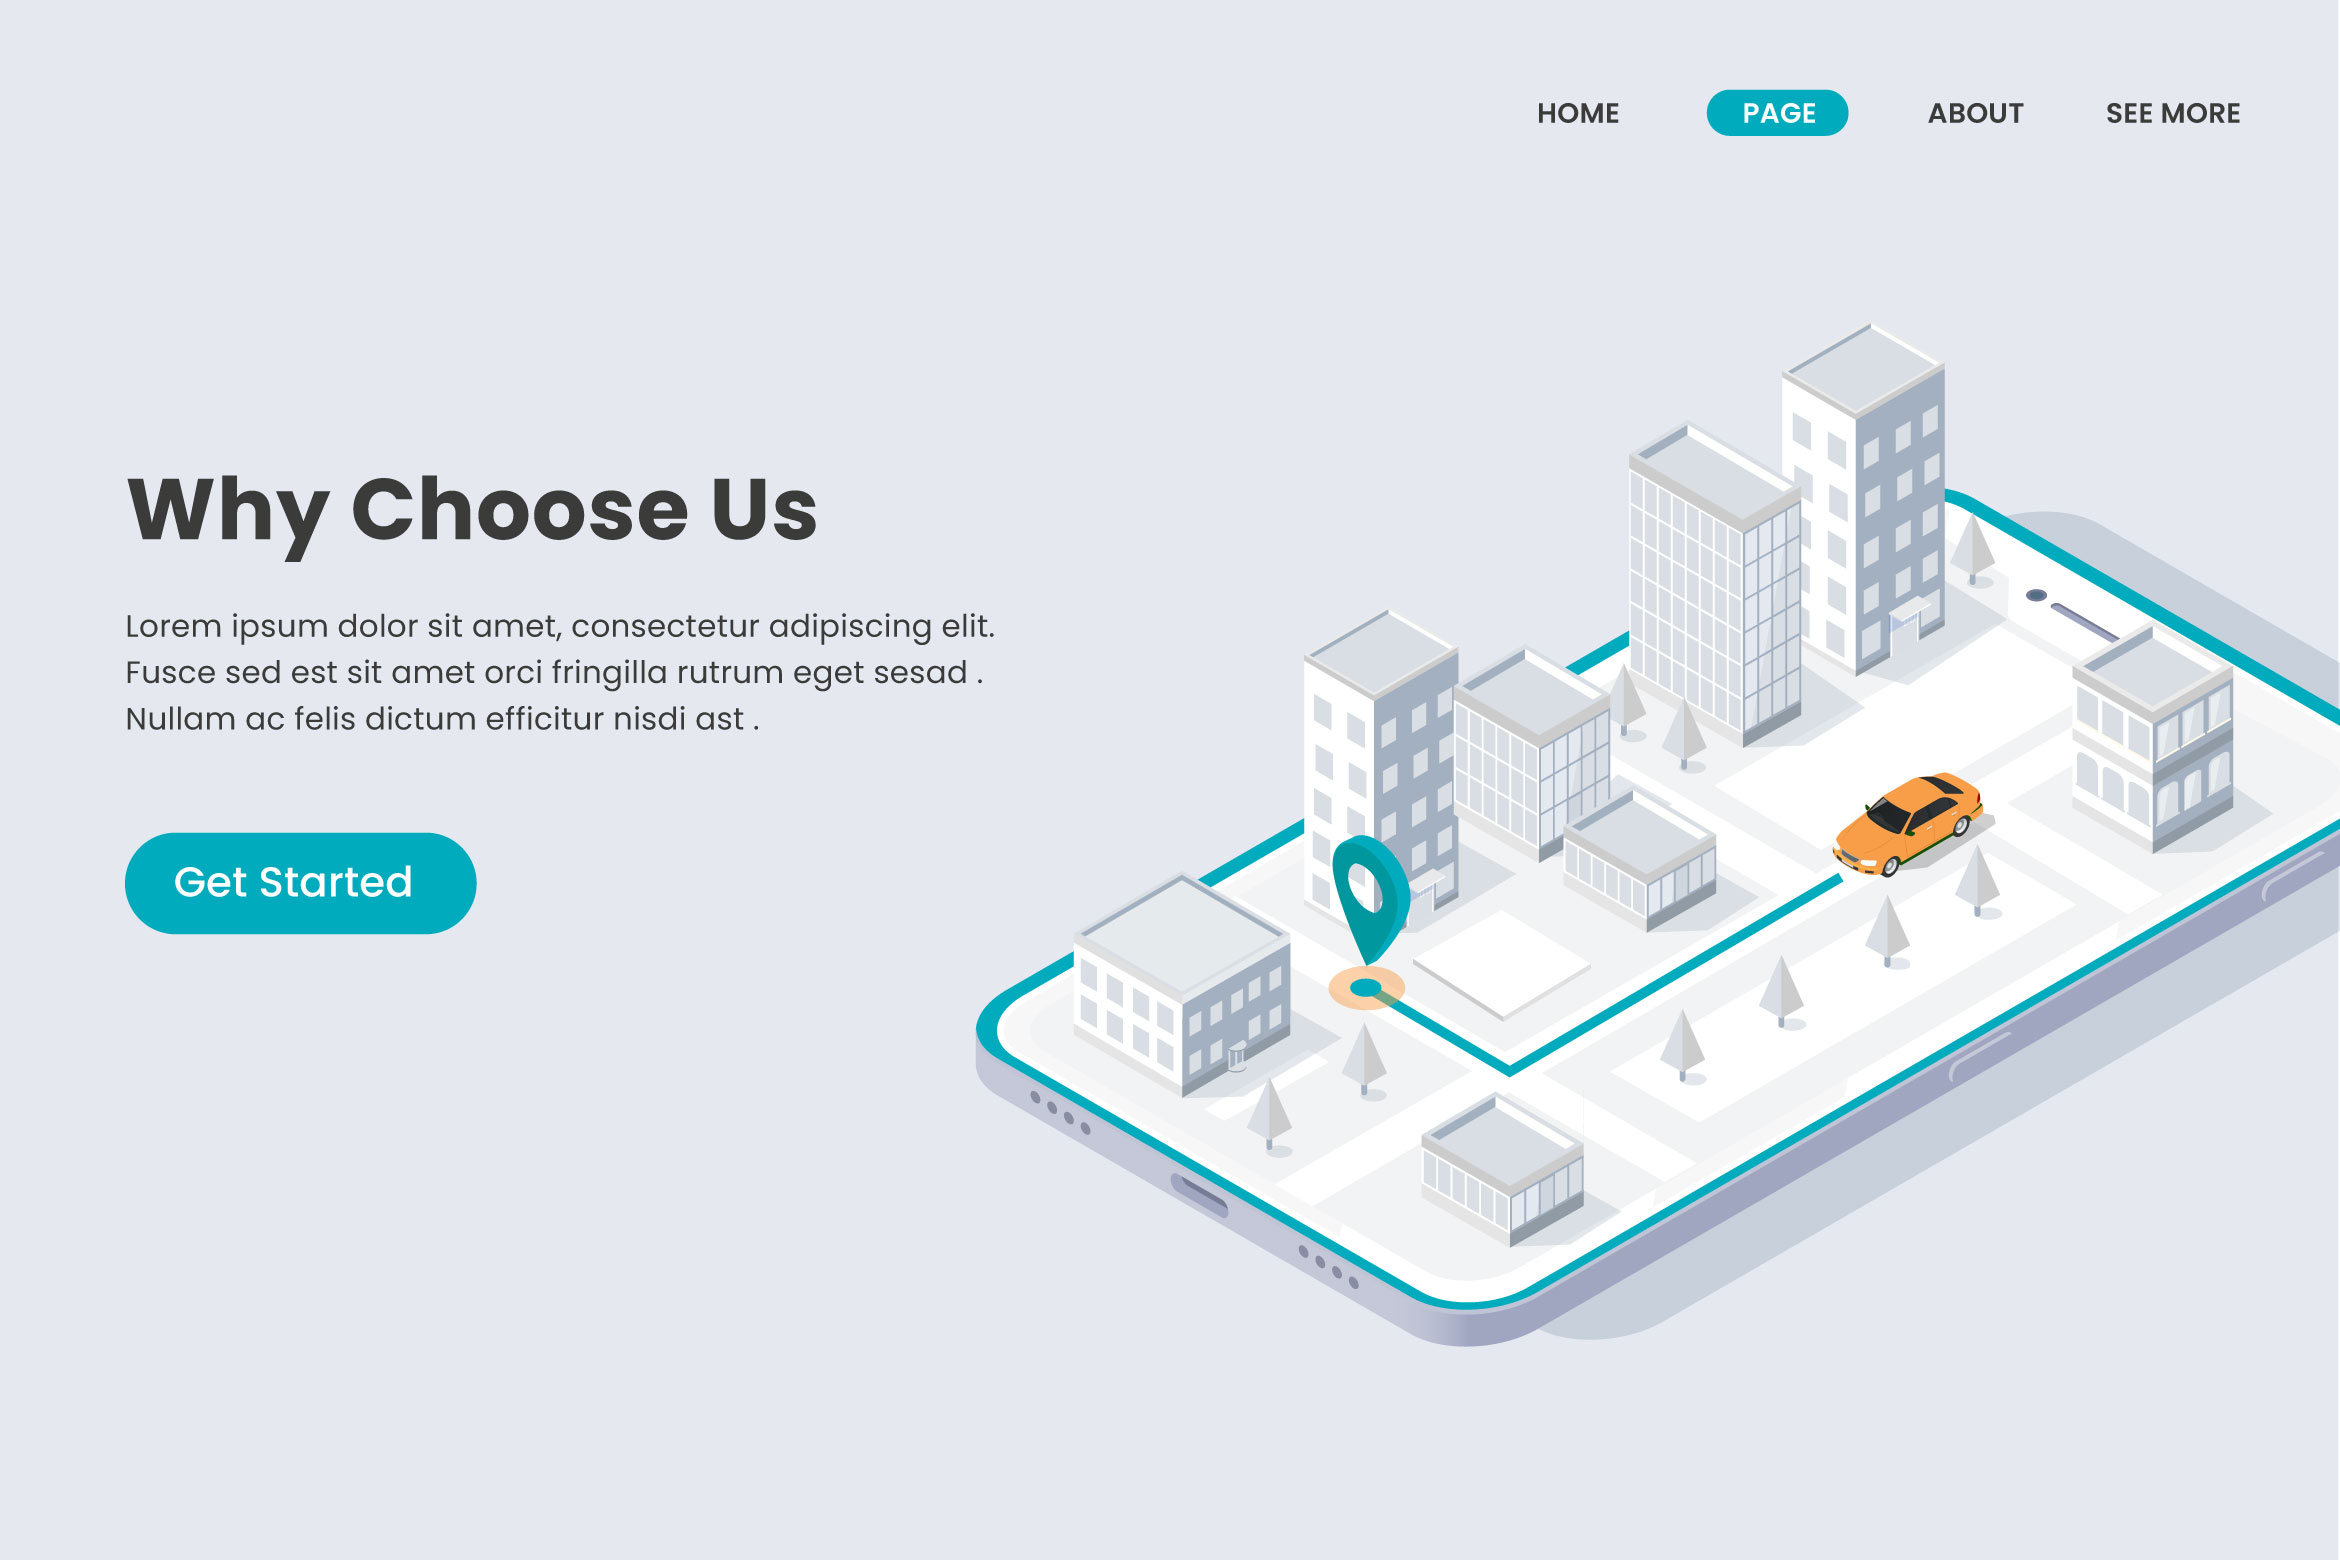 HOME PAGE ABOUT SEE MORE
Why Choose Us
Lorem ipsum dolor sit amet, consectetur adipiscing elit.
Fusce sed est sit amet orci fringilla rutrum eget sesad .
Nullam ac felis dictum efficitur nisdi ast .
Get Started